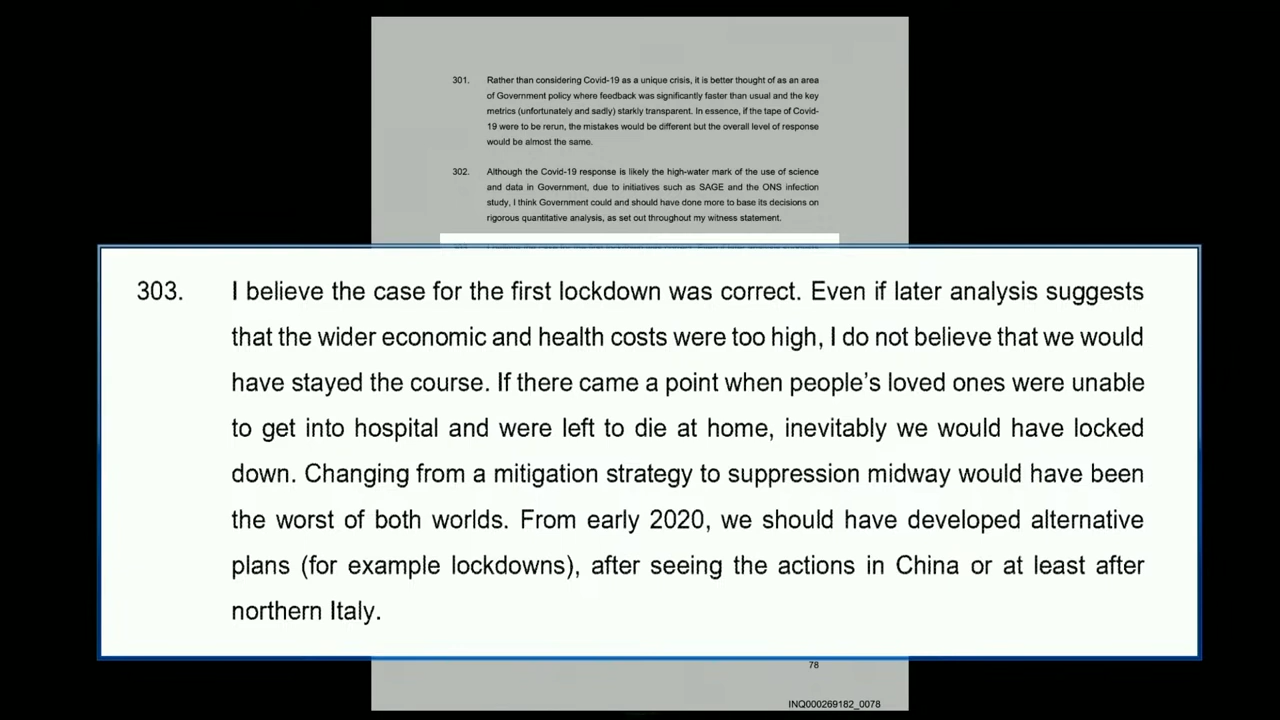 301. Rather than considering Covid-19 as a unique crisis, it is better thought of as an area
of Government policy where feedback was significantly faster than usual and the key
metrics (unfortunately and sadly) starkly transparent. In essence, if the tape of Covid-
19 were to be rerun, the mistakes would be different but the overall level of response
would be almost the same.
302. Although the Covid-19 response is likely the high-water mark of the use of science
and data in Government, due to initiatives such as SAGE and the ONS infection
study, I think Government could and should have done more to base its decisions on
rigorous quantitative analysis, as set out throughout my witness statement.
303. I believe the case for the first lockdown was correct. Even if later analysis suggests
that the wider economic and health costs were too high, I do not believe that we would
have stayed the course. If there came a point when people's loved ones were unable
to get into hospital and were left to die at home, inevitably we would have locked
down. Changing from a mitigation strategy to suppression midway would have been
the worst of both worlds. From early 2020, we should have developed alternative
plans (for example lockdowns), after seeing the actions in China or at least after
northern Italy.
78
INQ000269182_0078